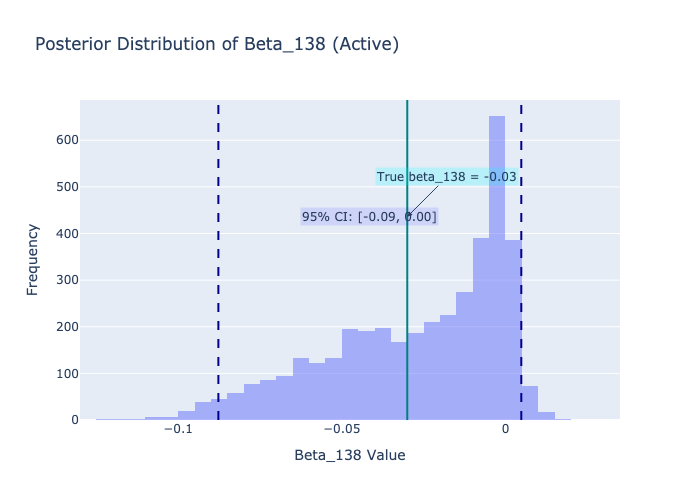 Posterior Distribution of Beta_138 (Active)
600
500
400
300
200
100
0
Frequency
True beta_138 = -0.03
95% CI: [-0.09, 0.00]
−0.1
−0.05
0
Beta_138 Value